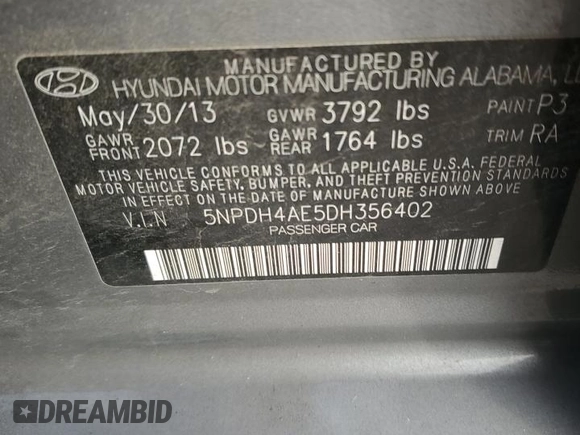 MANUFACTURED BY
HYUNDAI MOTOR MANUFACTURING ALABAMA,
May/30/13 GVWR 3792 lbs PAINT P3
GAWR FRONT 2072 lbs GAWR REAR 1764 lbs TRIM RA
THIS VEHICLE CONFORMS TO ALL APPLICABLE U.S.A. FEDERAL
MOTOR VEHICLE SAFETY, BUMPER, AND THEFT PREVENTION STANDARDS
IN EFFECT ON THE DATE OF MANUFACTURE SHOWN ABOVE.
V.I.N 5NPDH4AE5DH356402
PASSENGER CAR
DREAMBID